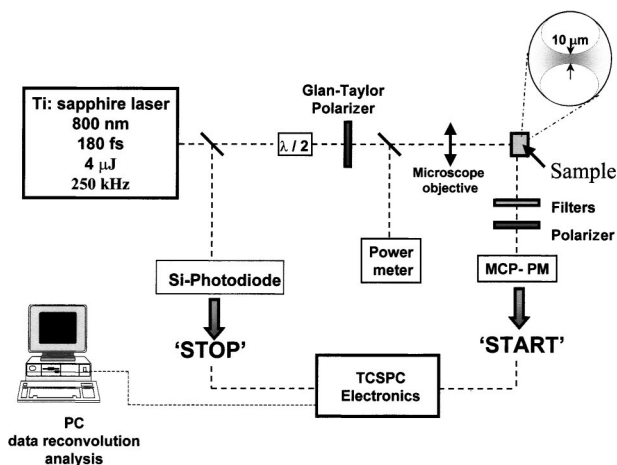 10 µm
Glan-Taylor
Polarizer
Ti: sapphire laser
800 nm
180 fs
4 µJ
250 kHz
λ / 2
Microscope
objective
Sample
Filters
Polarizer
Power
meter
Si-Photodiode
MCP- PM
'STOP'
'START'
TCSPC
Electronics
PC
data reconvolution
analysis